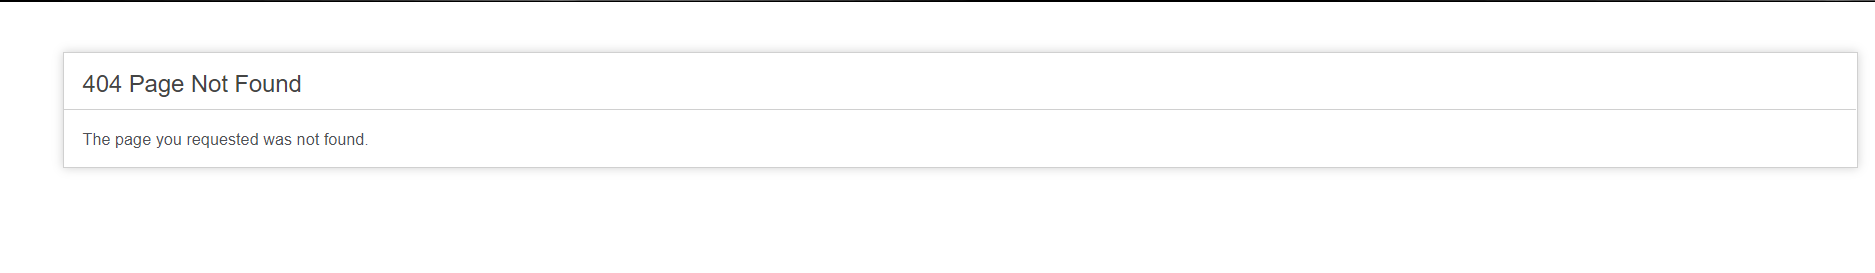 404 Page Not Found
The page you requested was not found.